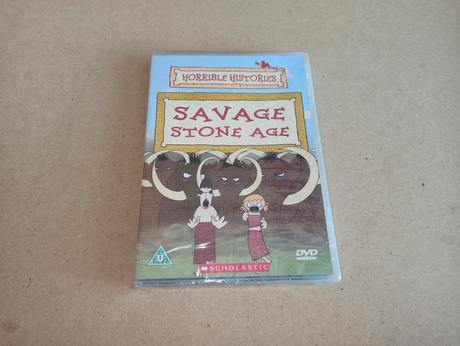 HORRIBLE HISTORIES
SAVAGE
STONE AGE
U
SCHOLASTIC
DVD